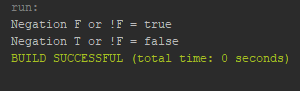 run:
Negation F or !F = true
Negation T or !F = false
BUILD SUCCESSFUL (total time: 0 seconds)